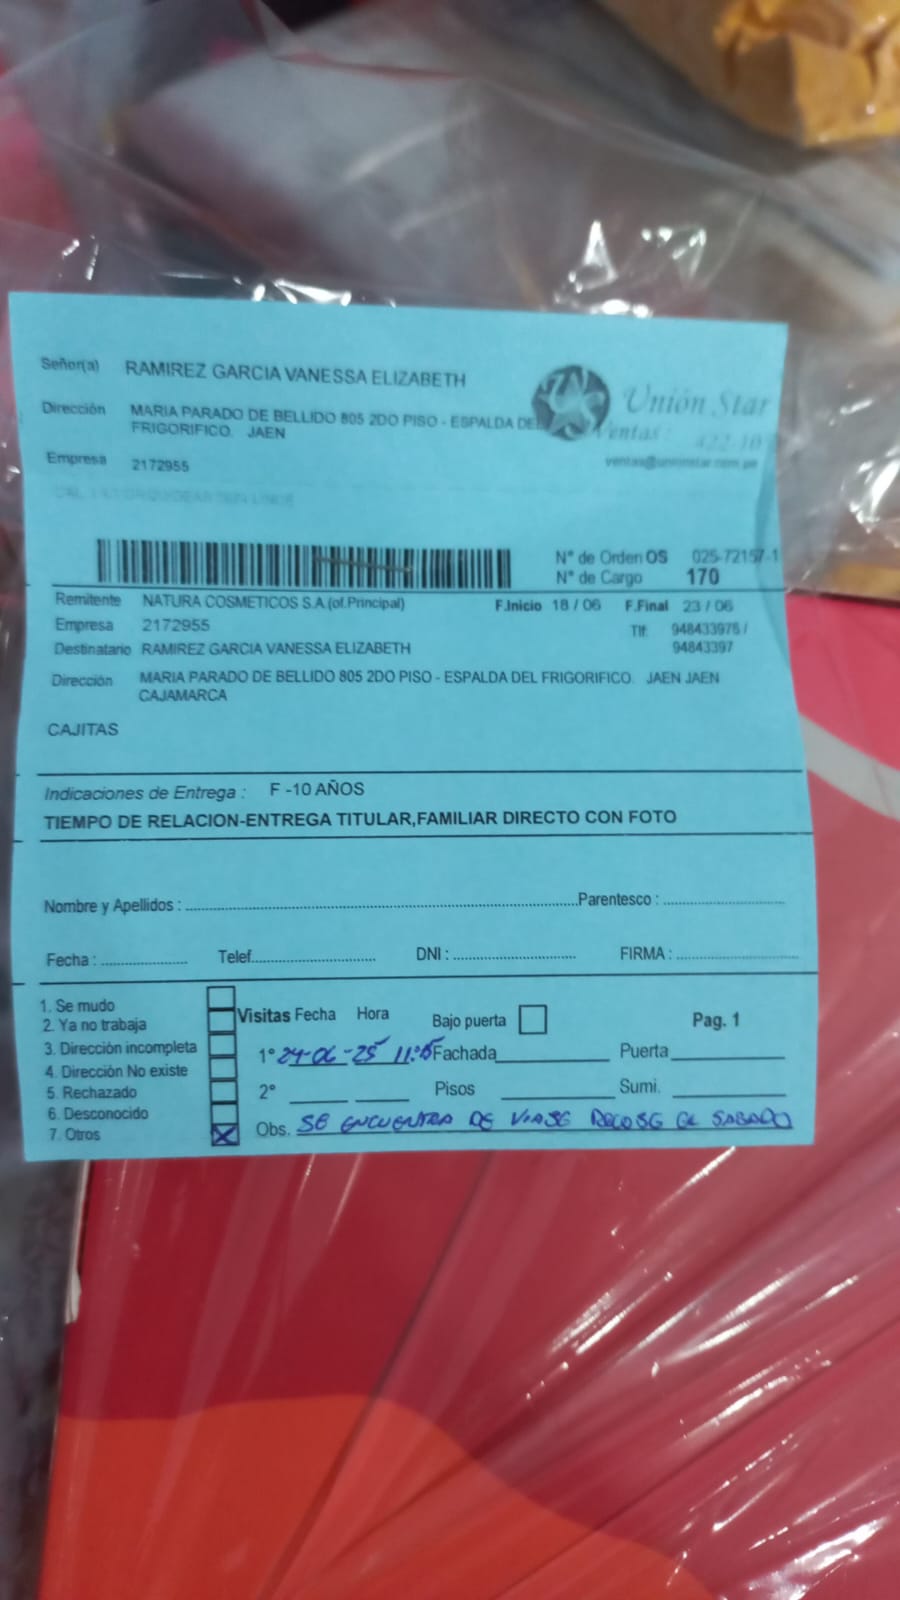 Señor(a) RAMIREZ GARCIA VANESSA ELIZABETH
Unión Star
Dirección MARIA PARADO DE BELLIDO 805 2DO PISO - ESPALDA DEL
FRIGORIFICO. JAEN
Ventas: 422-10
Empresa 2172955
ventas@unionstar.com.pe
N° de Orden OS 025-72157-1
N° de Cargo 170
Remitente NATURA COSMETICOS S.A.(of.Principal) F.Inicio 18 / 06 F.Final 23 / 06
Empresa 2172955 Tlf: 948433976 /
Destinatario RAMIREZ GARCIA VANESSA ELIZABETH 94843397
Dirección MARIA PARADO DE BELLIDO 805 2DO PISO - ESPALDA DEL FRIGORIFICO. JAEN JAEN
CAJAMARCA
CAJITAS
Indicaciones de Entrega : F -10 AÑOS
TIEMPO DE RELACION-ENTREGA TITULAR,FAMILIAR DIRECTO CON FOTO
Nombre y Apellidos : Parentesco :
Fecha : Telef. DNI : FIRMA :
1. Se mudo
2. Ya no trabaja
3. Dirección incompleta
4. Dirección No existe
5. Rechazado
6. Desconocido
7. Otros X
Visitas Fecha Hora Bajo puerta Pag. 1
1° 24-06-25 11:15 Fachada Puerta
2° Pisos Sumi.
Obs. SE ENCUENTRA DE VIAJE RECOSE EL SABADO